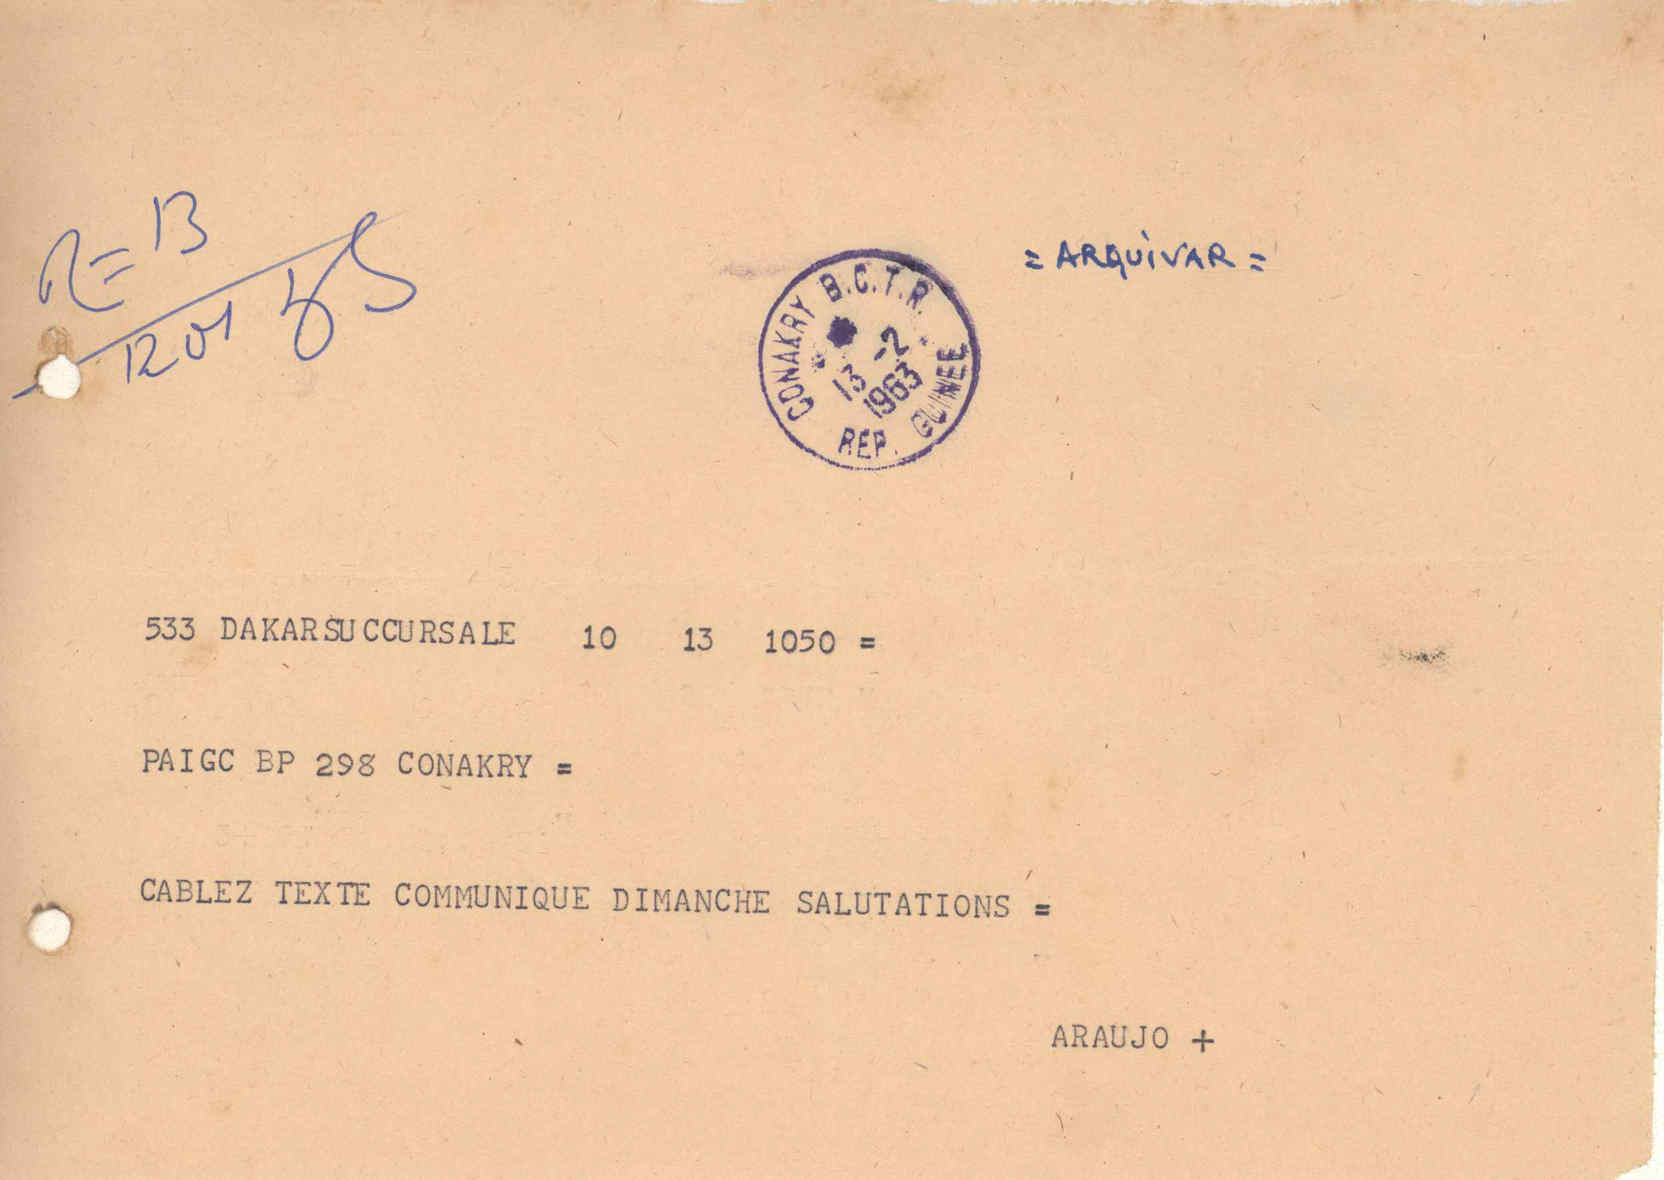 R=13
1201
= ARQUIVAR =
CONAKRY B.C.T.R.
13 -2
1963
REP. GUINEE
533 DAKARSUCCURSALE 10 13 1050 =
PAIGC BP 298 CONAKRY =
CABLEZ TEXTE COMMUNIQUE DIMANCHE SALUTATIONS =
ARAUJO +